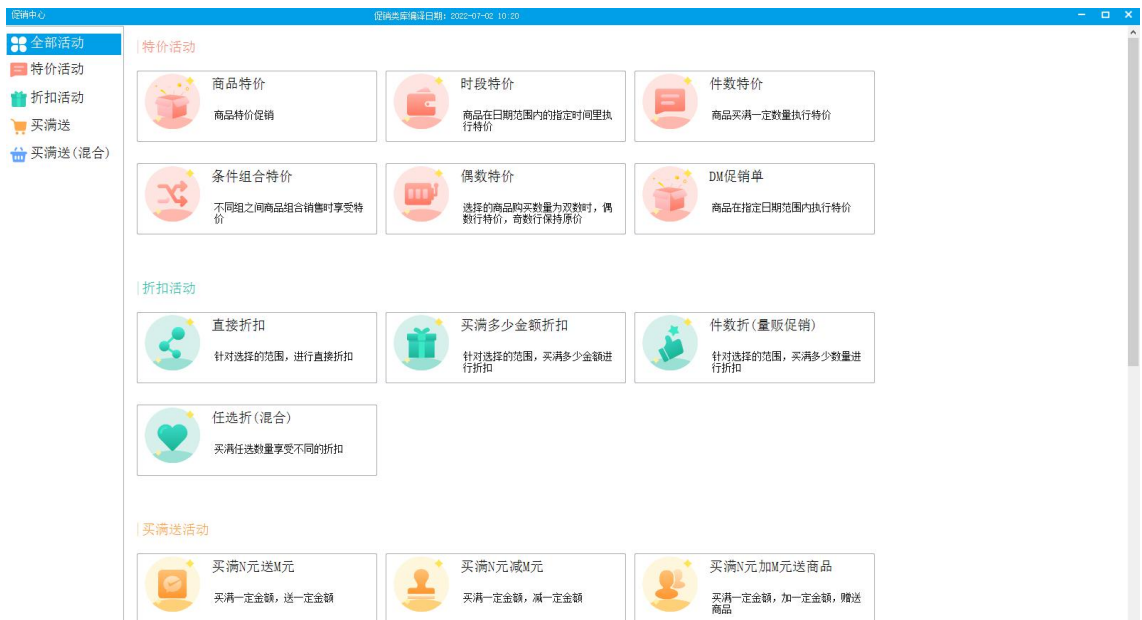 促销中心
促销类库编译日期：2022-07-02 10:20
全部活动
特价活动
折扣活动
买满送
买满送(混合)
特价活动
商品特价
商品特价促销
时段特价
商品在日期范围内的指定时间里执
行特价
件数特价
商品买满一定数量执行特价
条件组合特价
不同组之间商品组合销售时享受特
价
偶数特价
选择的商品购买数量为双数时，偶
数行特价，奇数行保持原价
DM促销单
商品在指定日期范围内执行特价
折扣活动
直接折扣
针对选择的范围，进行直接折扣
买满多少金额折扣
针对选择的范围，买满多少金额进
行折扣
件数折(量贩促销)
针对选择的范围，买满多少数量进
行折扣
任选折(混合)
买满任选数量享受不同的折扣
买满送活动
买满N元送M元
买满一定金额，送一定金额
买满N元减M元
买满一定金额，减一定金额
买满N元加M元送商品
买满一定金额，加一定金额，赠送
商品